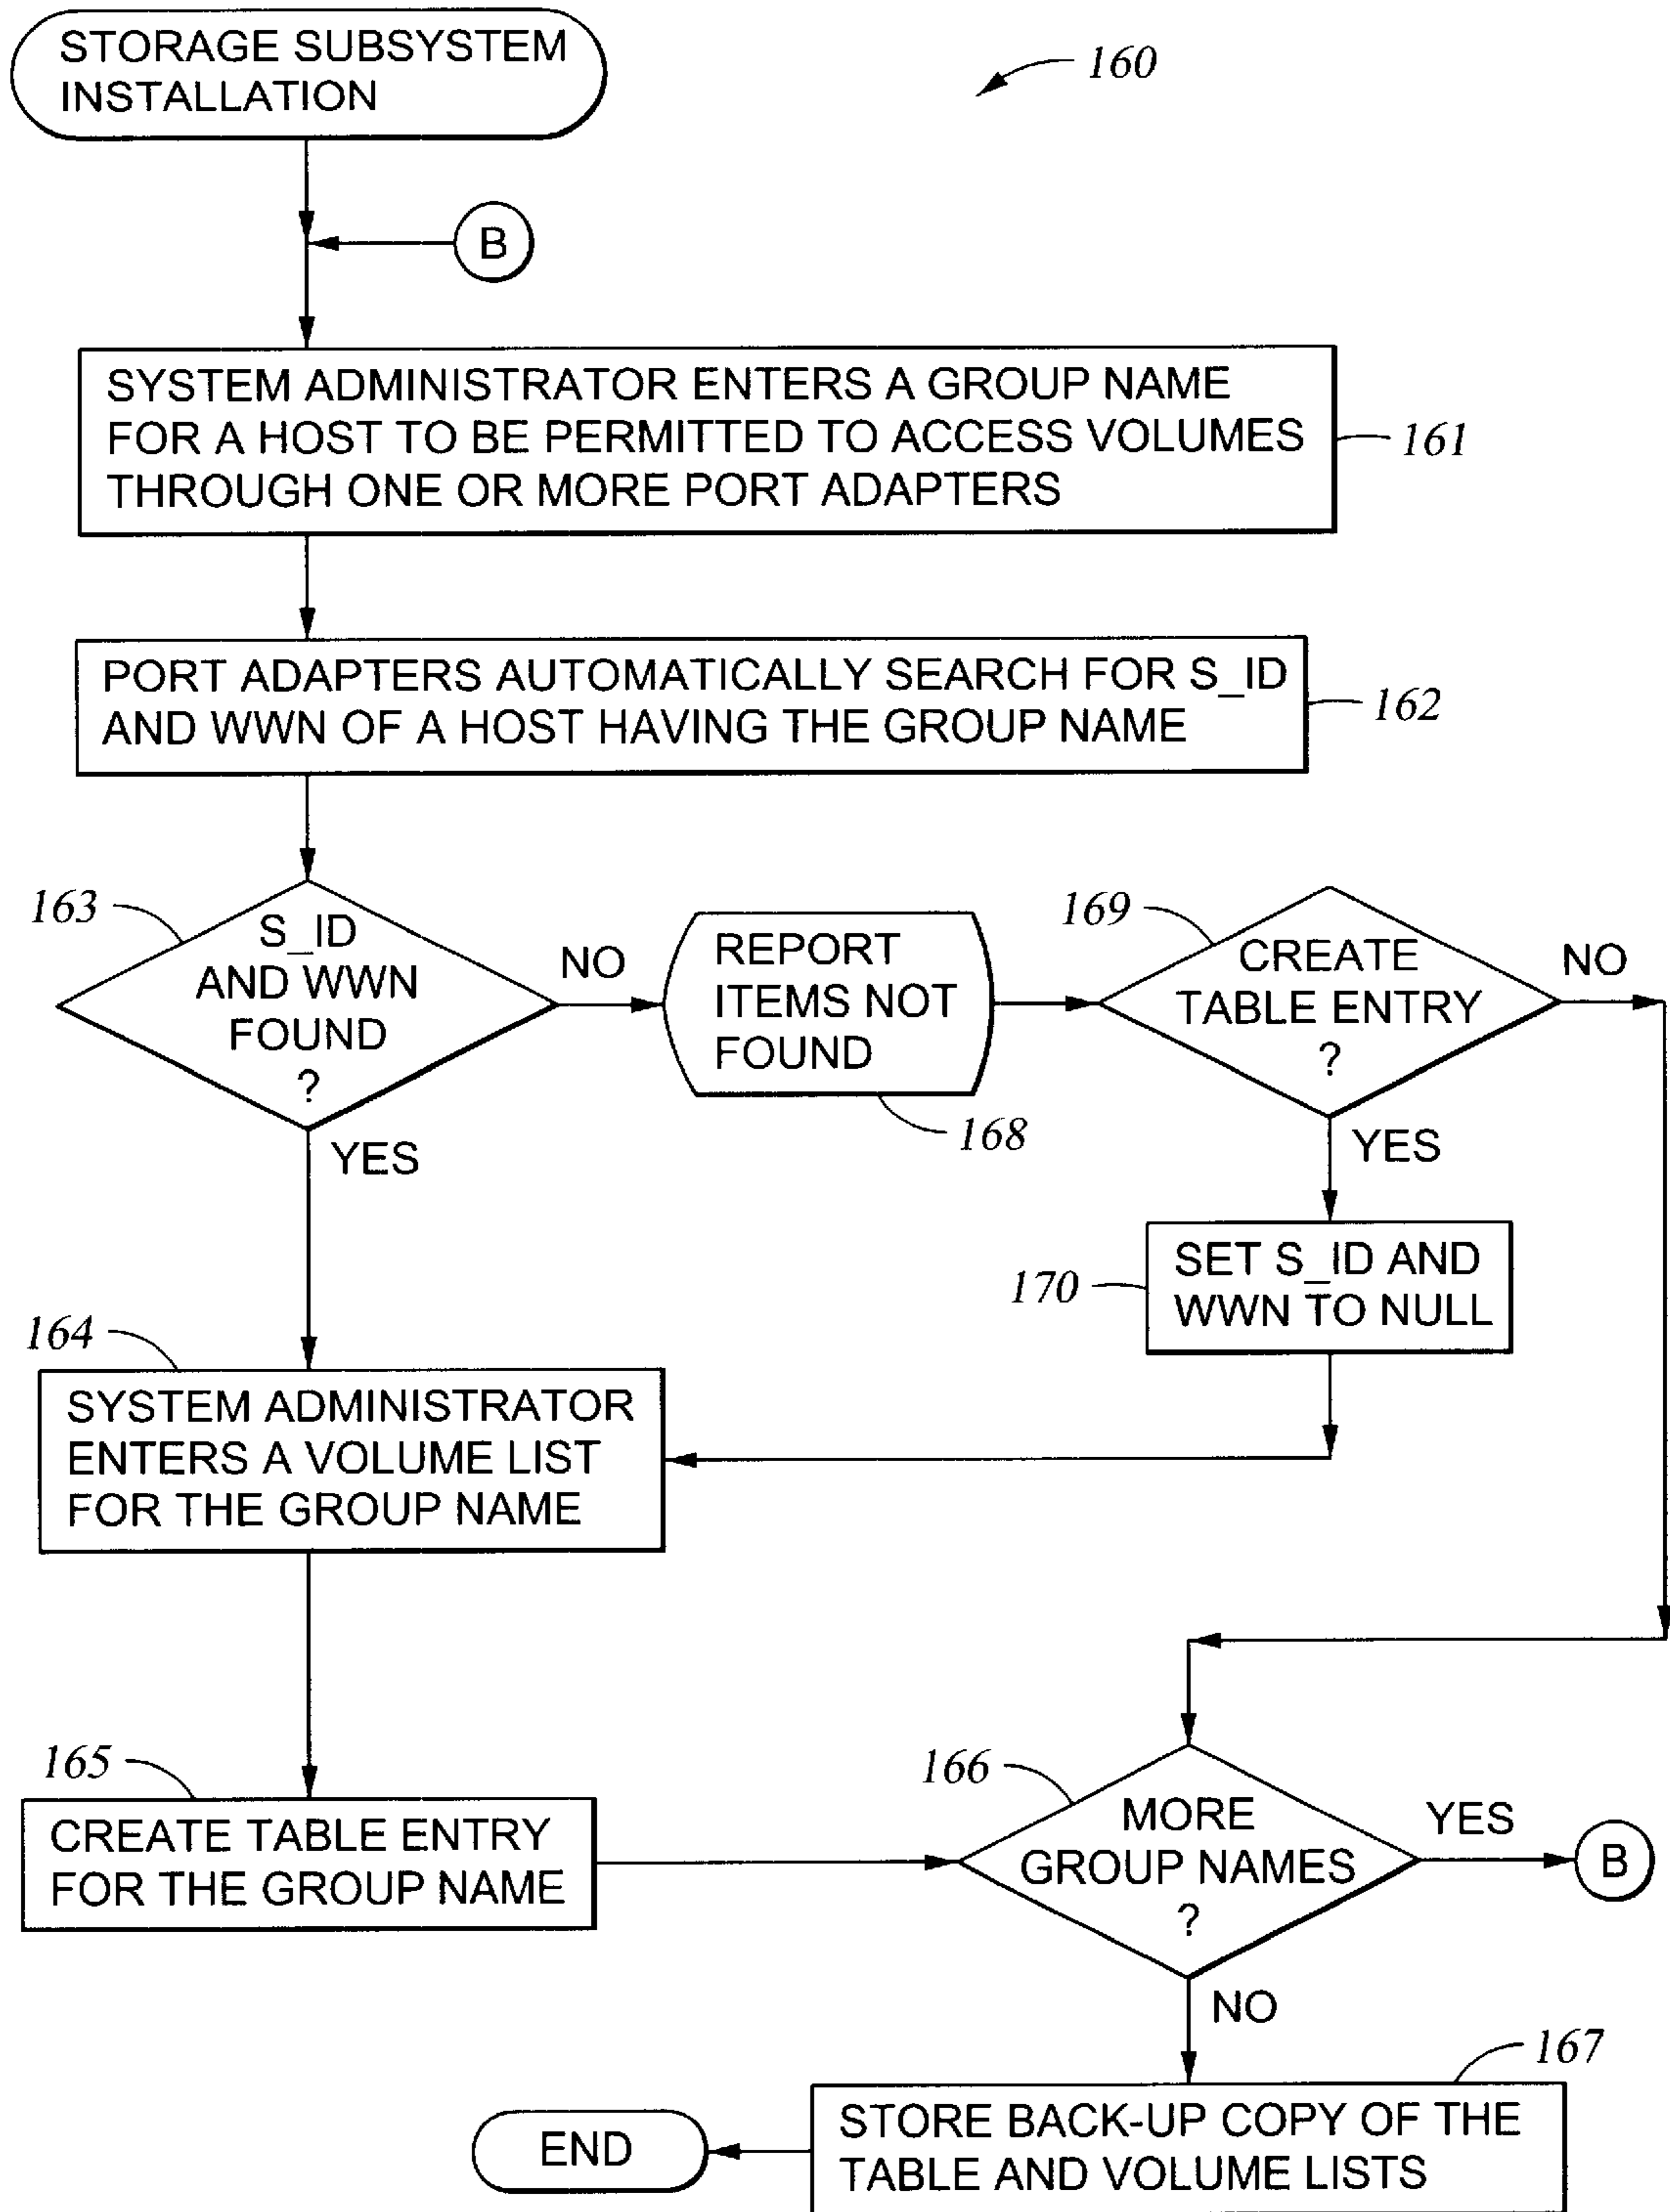 STORAGE SUBSYSTEM
INSTALLATION
160
B
SYSTEM ADMINISTRATOR ENTERS A GROUP NAME
FOR A HOST TO BE PERMITTED TO ACCESS VOLUMES
THROUGH ONE OR MORE PORT ADAPTERS
161
PORT ADAPTERS AUTOMATICALLY SEARCH FOR S_ID
AND WWN OF A HOST HAVING THE GROUP NAME
162
163
S_ID
AND WWN
FOUND
?
NO
YES
REPORT
ITEMS NOT
FOUND
168
169
CREATE
TABLE ENTRY
?
NO
YES
170
SET S_ID AND
WWN TO NULL
164
SYSTEM ADMINISTRATOR
ENTERS A VOLUME LIST
FOR THE GROUP NAME
165
CREATE TABLE ENTRY
FOR THE GROUP NAME
166
MORE
GROUP NAMES
?
YES
B
NO
167
STORE BACK-UP COPY OF THE
TABLE AND VOLUME LISTS
END